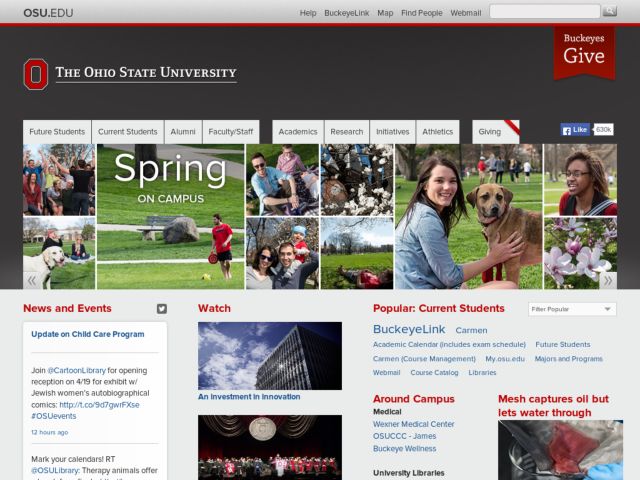 OSU.EDU
Help BuckeyeLink Map Find People Webmail
Buckeyes
Give
THE OHIO STATE UNIVERSITY
Future Students Current Students Alumni Faculty/Staff Academics Research Initiatives Athletics Giving
Like 630k
Spring
ON CAMPUS
News and Events
Update on Child Care Program
Join @CartoonLibrary for opening
reception on 4/19 for exhibit w/
Jewish women's autobiographical
comics: http://t.co/9d7gwrFXse
#OSUevents
12 hours ago
Mark your calendars! RT
@OSULibrary: Therapy animals offer
Watch
An investment in innovation
Popular: Current Students
Filter Popular
BuckeyeLink Carmen
Academic Calendar (includes exam schedule) Future Students
Carmen (Course Management) My.osu.edu Majors and Programs
Webmail Course Catalog Libraries
Around Campus
Medical
Wexner Medical Center
OSUCCC - James
Buckeye Wellness
University Libraries
Mesh captures oil but
lets water through